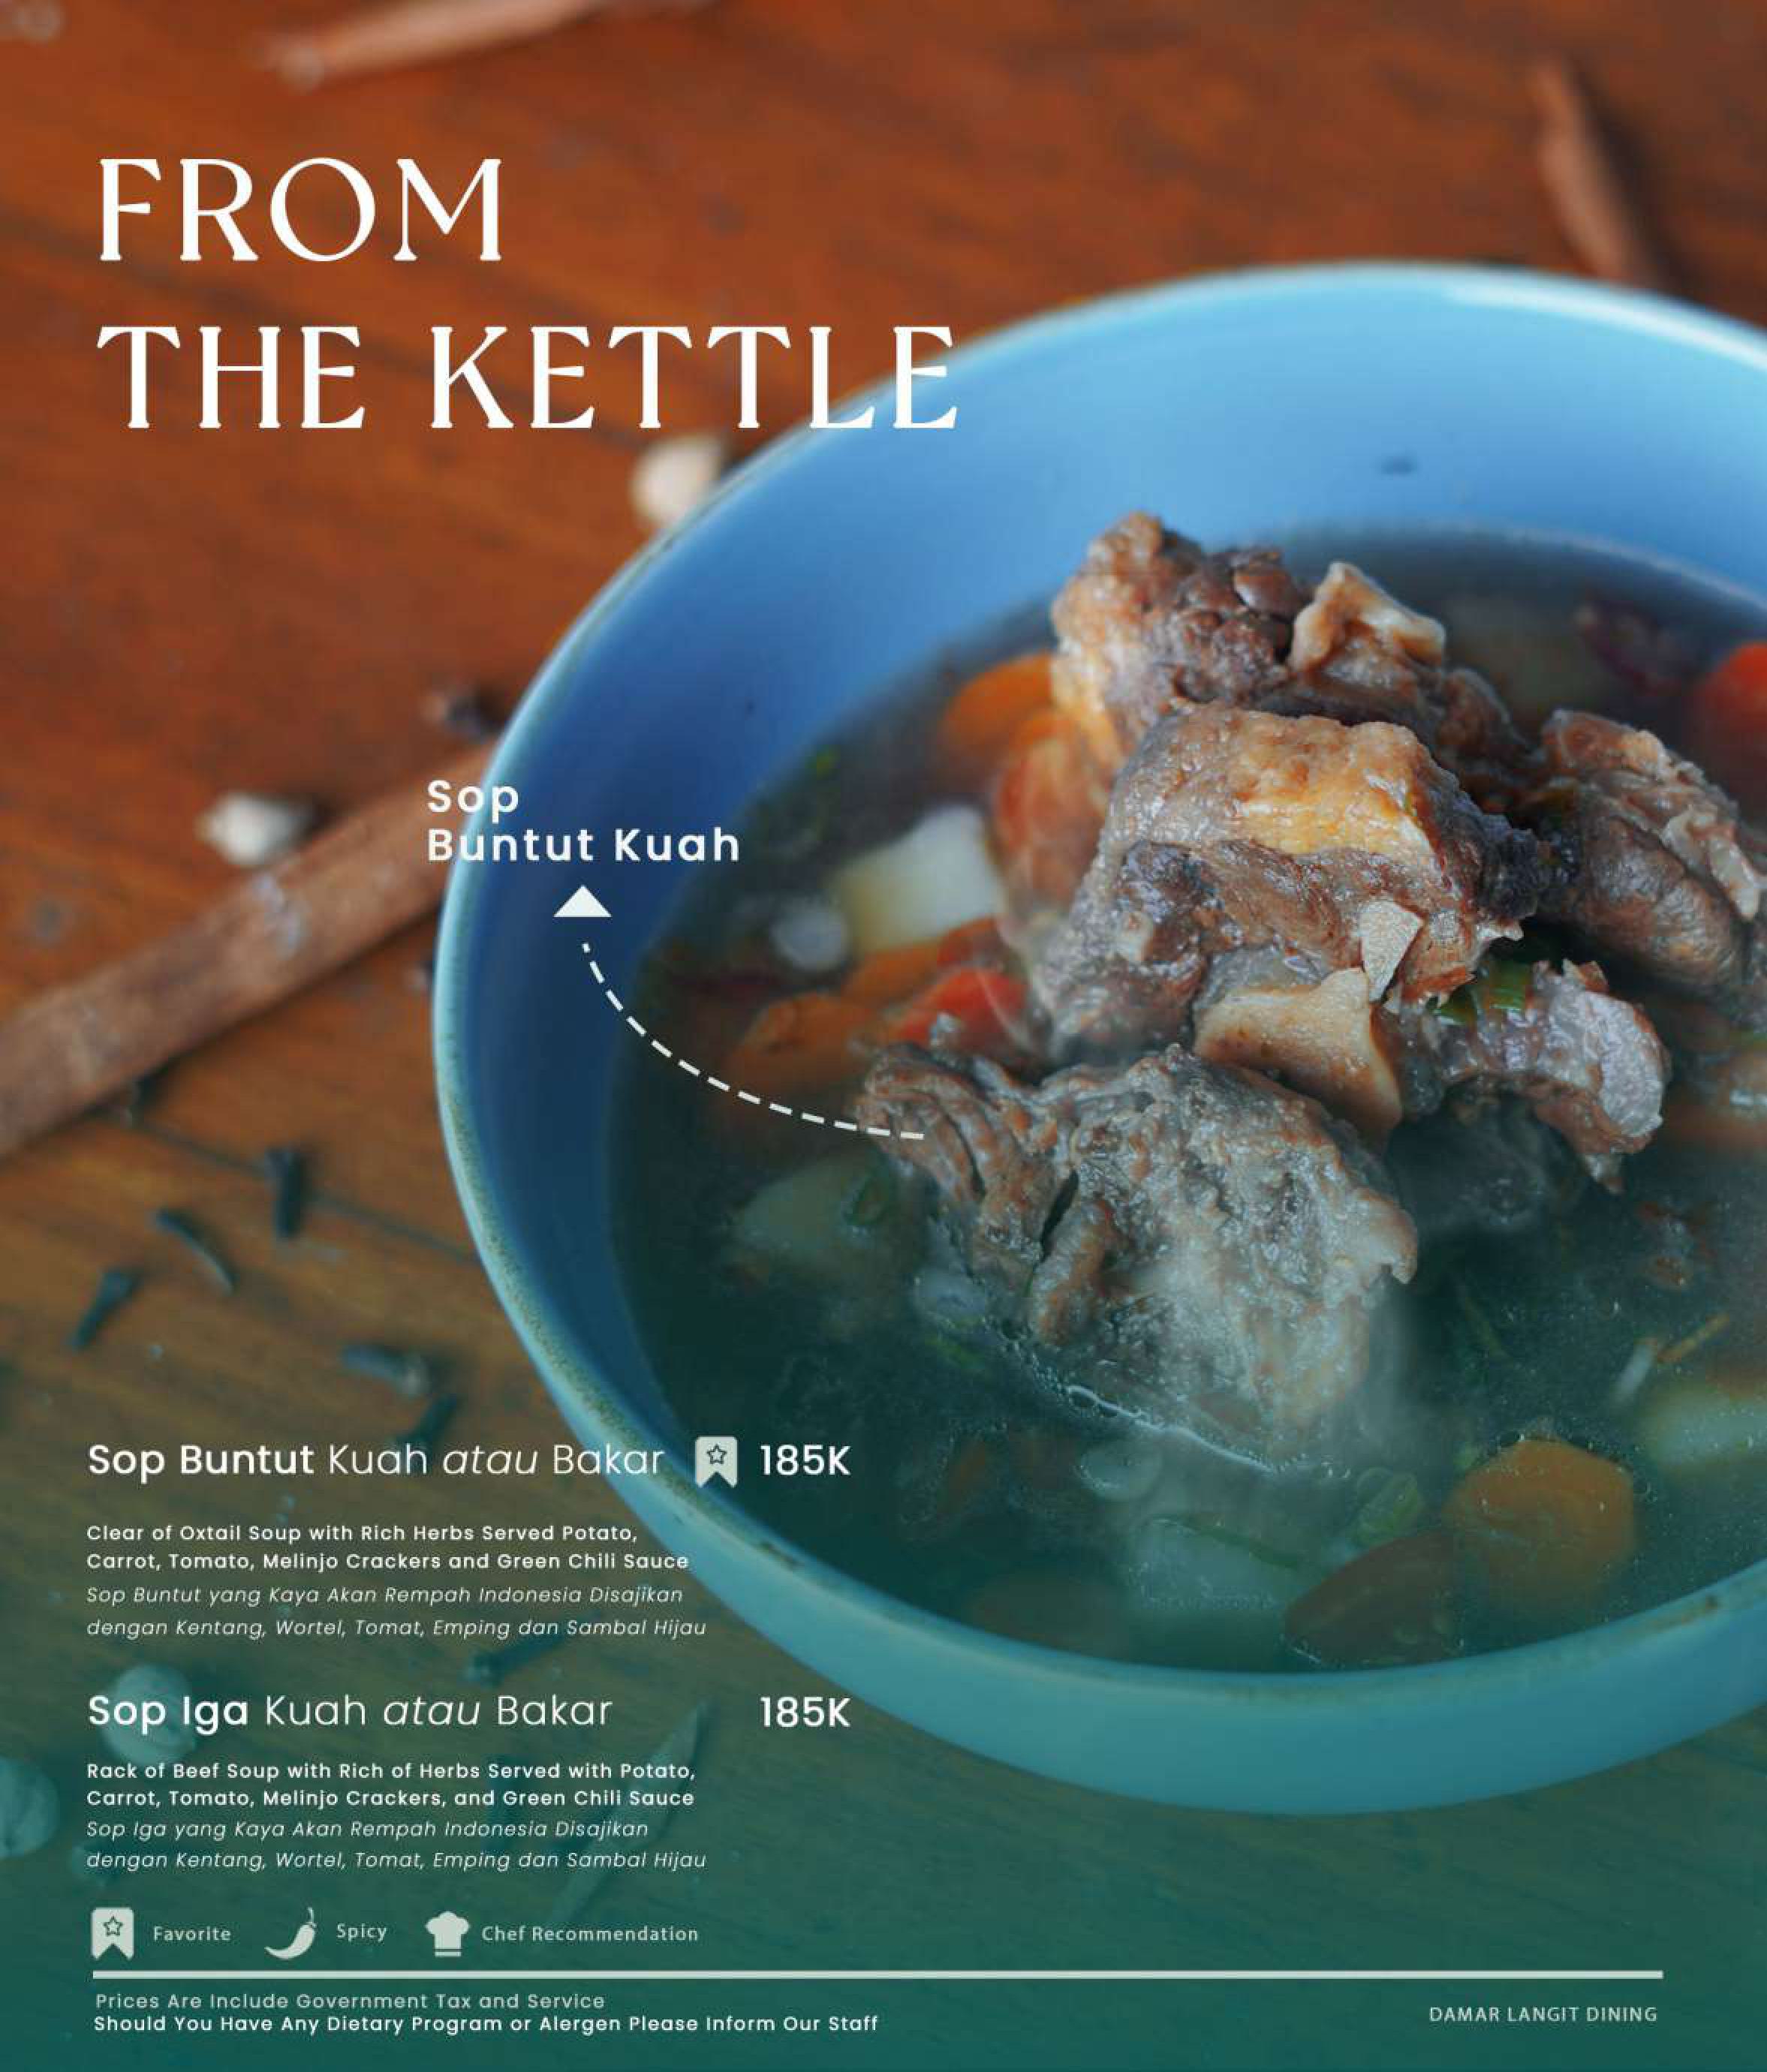 FROM
THE KETTLE
Sop
Buntut Kuah
Sop Buntut Kuah atau Bakar 185K
Clear of Oxtail Soup with Rich Herbs Served Potato,
Carrot, Tomato, Melinjo Crackers and Green Chili Sauce
Sop Buntut yang Kaya Akan Rempah Indonesia Disajikan
dengan Kentang, Wortel, Tomat, Emping dan Sambal Hijau
Sop Iga Kuah atau Bakar 185K
Rack of Beef Soup with Rich of Herbs Served with Potato,
Carrot, Tomato, Melinjo Crackers, and Green Chili Sauce
Sop Iga yang Kaya Akan Rempah Indonesia Disajikan
dengan Kentang, Wortel, Tomat, Emping dan Sambal Hijau
Favorite Spicy Chef Recommendation
Prices Are Include Government Tax and Service
Should You Have Any Dietary Program or Alergen Please Inform Our Staff
DAMAR LANGIT DINING